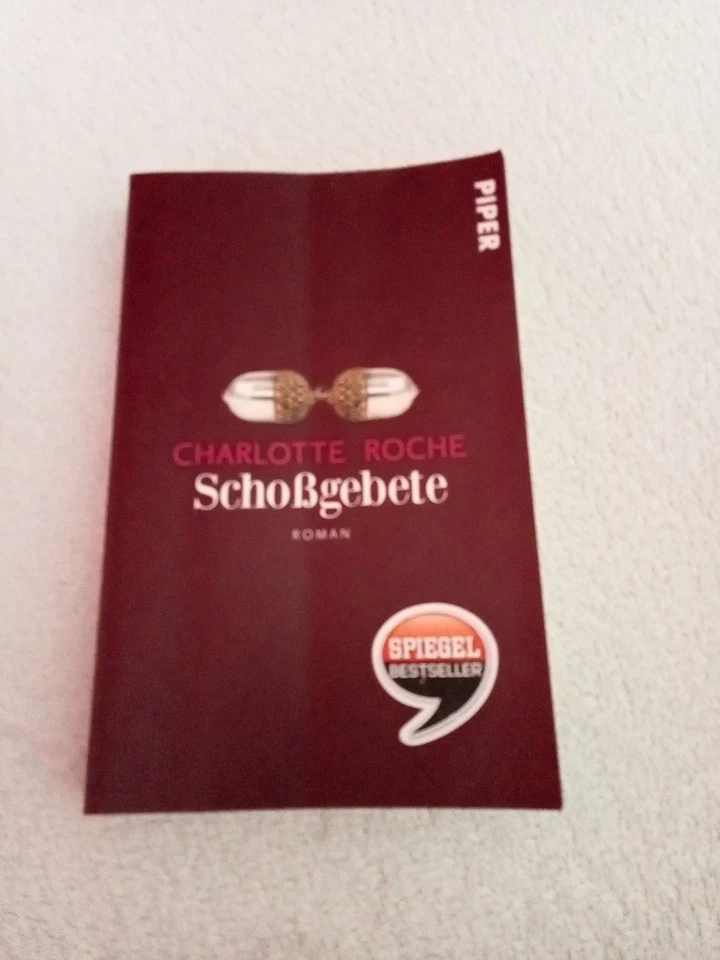 PIPER
CHARLOTTE ROCHE
Schoßgebete
ROMAN
SPIEGEL
BESTSELLER